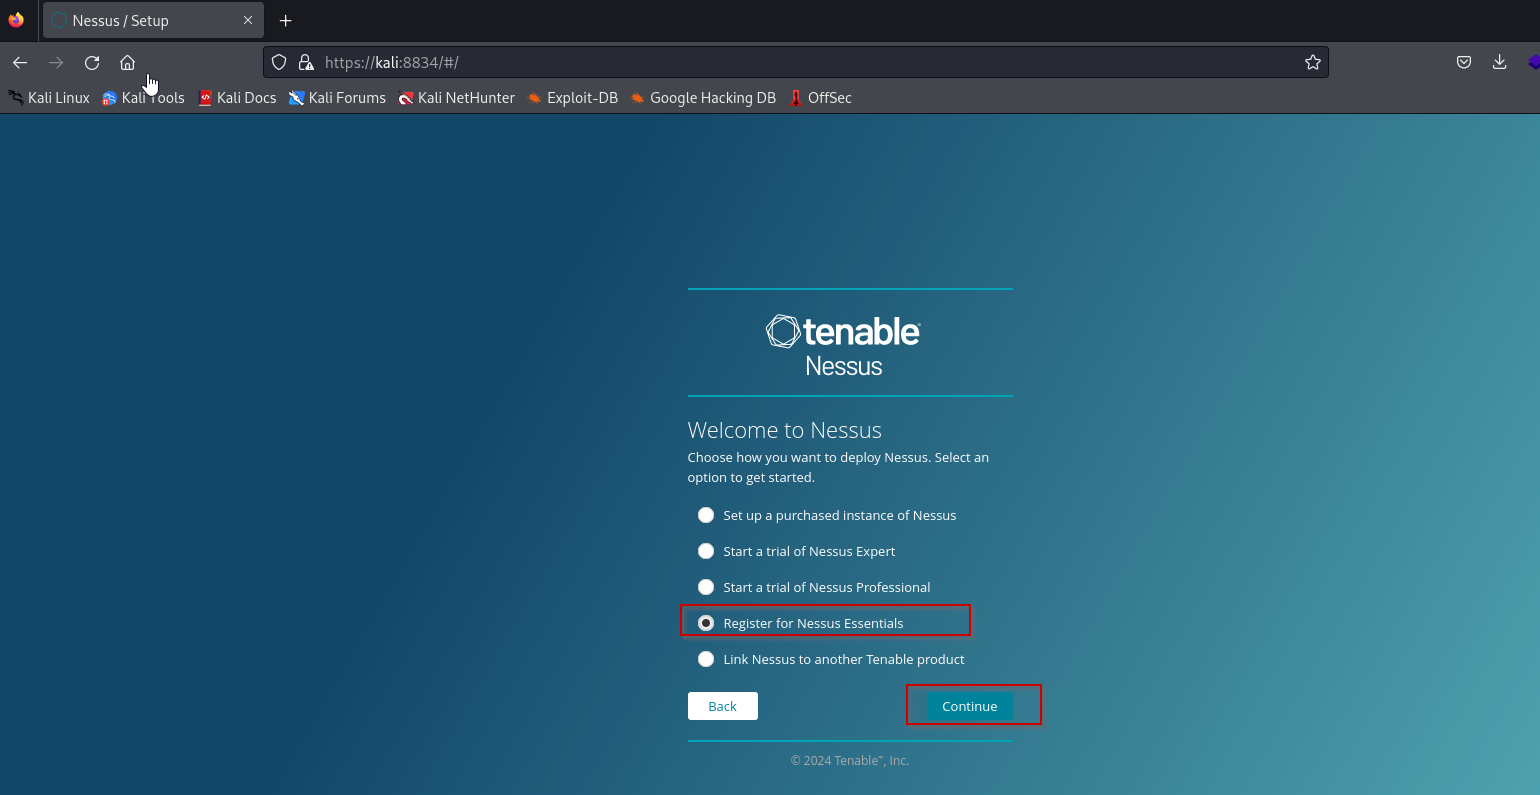 Nessus / Setup
https://kali:8834/#/
Kali Linux Kali Tools Kali Docs Kali Forums Kali NetHunter Exploit-DB Google Hacking DB OffSec
tenable
Nessus
Welcome to Nessus
Choose how you want to deploy Nessus. Select an
option to get started.
Set up a purchased instance of Nessus
Start a trial of Nessus Expert
Start a trial of Nessus Professional
Register for Nessus Essentials
Link Nessus to another Tenable product
Back Continue
© 2024 Tenable™, Inc.